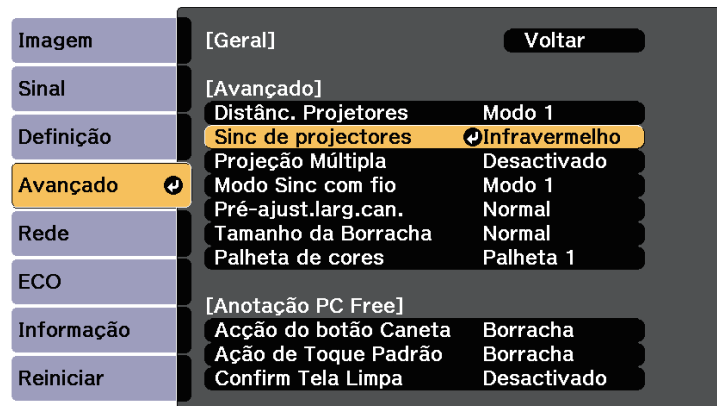 Imagem
Sinal
Definição
Avançado
Rede
ECO
Informação
Reiniciar
[Geral] Voltar
[Avançado]
Distânc. Projetores Modo 1
Sinc de projectores Infravermelho
Projeção Múltipla Desactivado
Modo Sinc com fio Modo 1
Pré-ajust.larg.can. Normal
Tamanho da Borracha Normal
Palheta de cores Palheta 1
[Anotação PC Free]
Acção do botão Caneta Borracha
Ação de Toque Padrão Borracha
Confirm Tela Limpa Desactivado